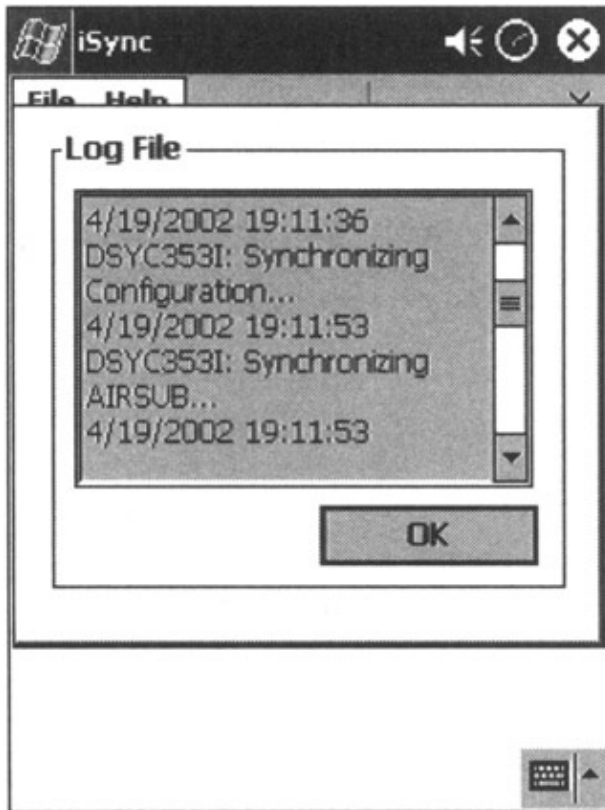 iSync
File Help
Log File
4/19/2002 19:11:36
DSYC353I: Synchronizing
Configuration...
4/19/2002 19:11:53
DSYC353I: Synchronizing
AIRSUB...
4/19/2002 19:11:53
OK